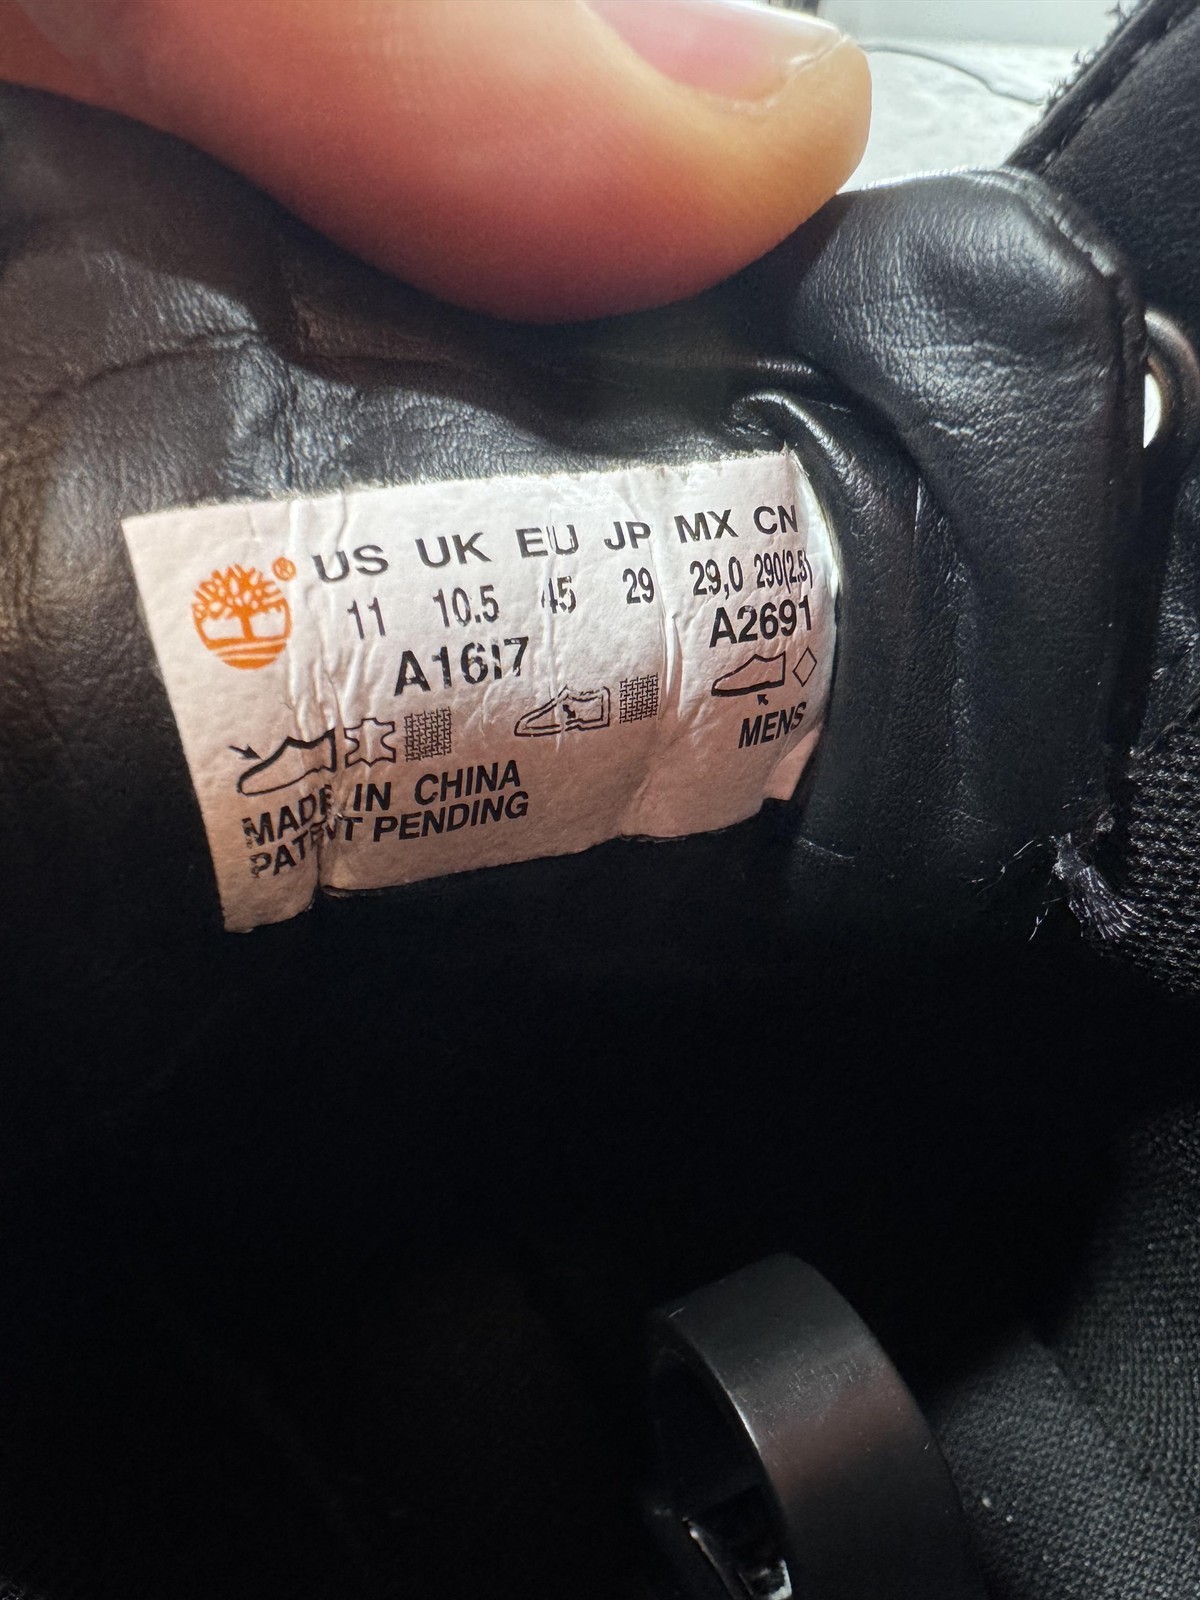 US UK EU JP MX CN
11 10.5 45 29 29,0 290(2.5)
A16I7 A2691
MENS
MADE IN CHINA
PATENT PENDING